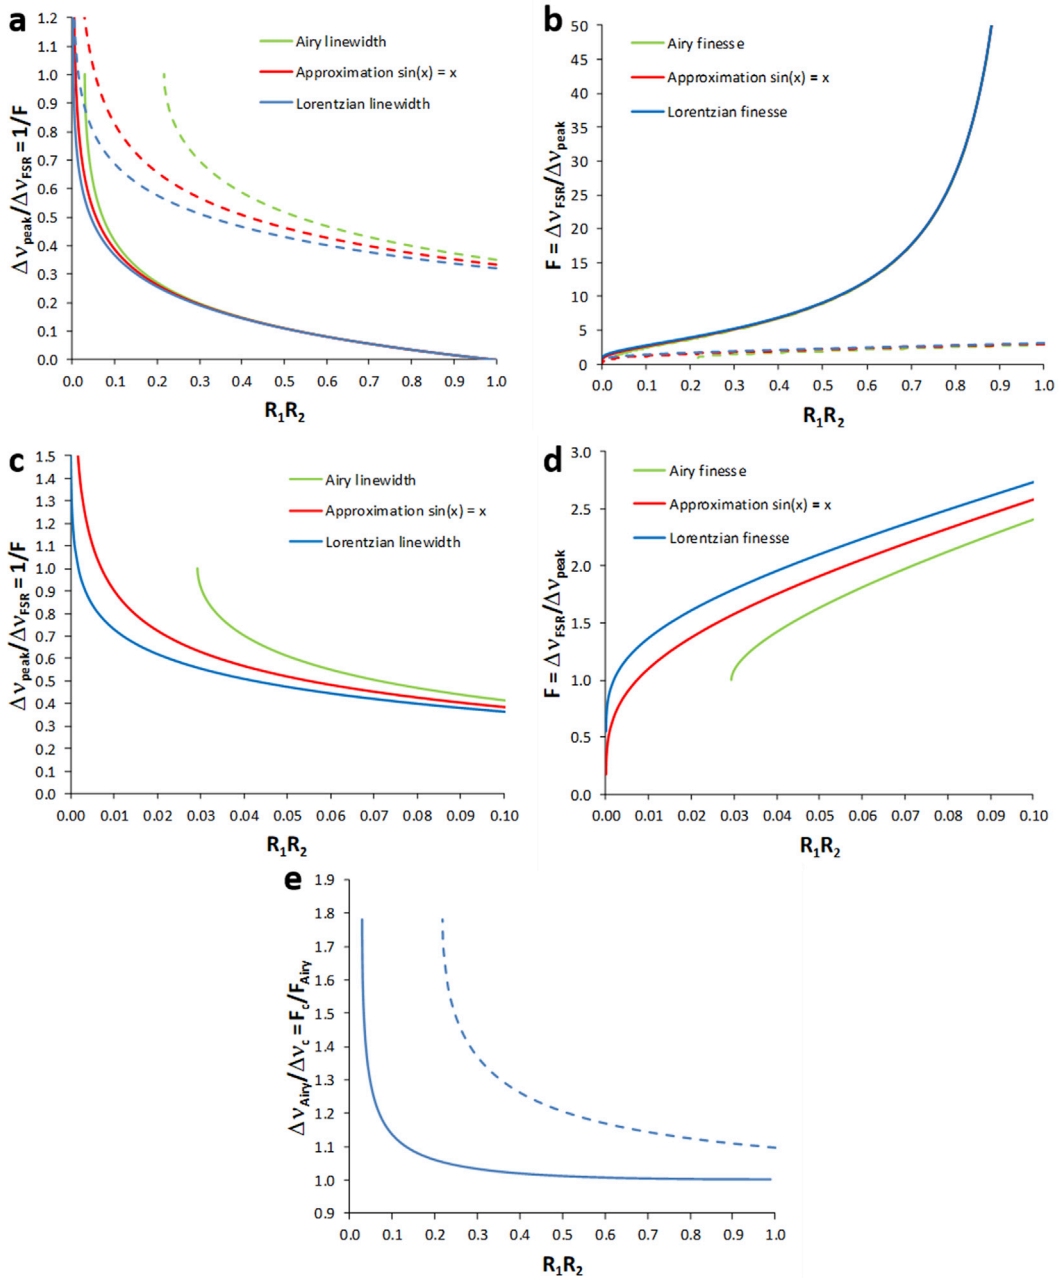 a
1.2
1.1
1.0
0.9
0.8
0.7
0.6
0.5
0.4
0.3
0.2
0.1
0.0
Δν_peak/Δν_FSR = 1/F
Airy linewidth
Approximation sin(x) = x
Lorentzian linewidth
0.0 0.1 0.2 0.3 0.4 0.5 0.6 0.7 0.8 0.9 1.0
R₁R₂
b
50
45
40
35
30
25
20
15
10
5
0
F = Δν_FSR/Δν_peak
Airy finesse
Approximation sin(x) = x
Lorentzian finesse
0.0 0.1 0.2 0.3 0.4 0.5 0.6 0.7 0.8 0.9 1.0
R₁R₂
c
1.5
1.4
1.3
1.2
1.1
1.0
0.9
0.8
0.7
0.6
0.5
0.4
0.3
0.2
0.1
0.0
Δν_peak/Δν_FSR = 1/F
Airy linewidth
Approximation sin(x) = x
Lorentzian linewidth
0.00 0.01 0.02 0.03 0.04 0.05 0.06 0.07 0.08 0.09 0.10
R₁R₂
d
3.0
2.5
2.0
1.5
1.0
0.5
0.0
F = Δν_FSR/Δν_peak
Airy finesse
Approximation sin(x) = x
Lorentzian finesse
0.00 0.01 0.02 0.03 0.04 0.05 0.06 0.07 0.08 0.09 0.10
R₁R₂
e
1.9
1.8
1.7
1.6
1.5
1.4
1.3
1.2
1.1
1.0
0.9
Δν_Airy/Δν_c = F_c/F_Airy
0.0 0.1 0.2 0.3 0.4 0.5 0.6 0.7 0.8 0.9 1.0
R₁R₂